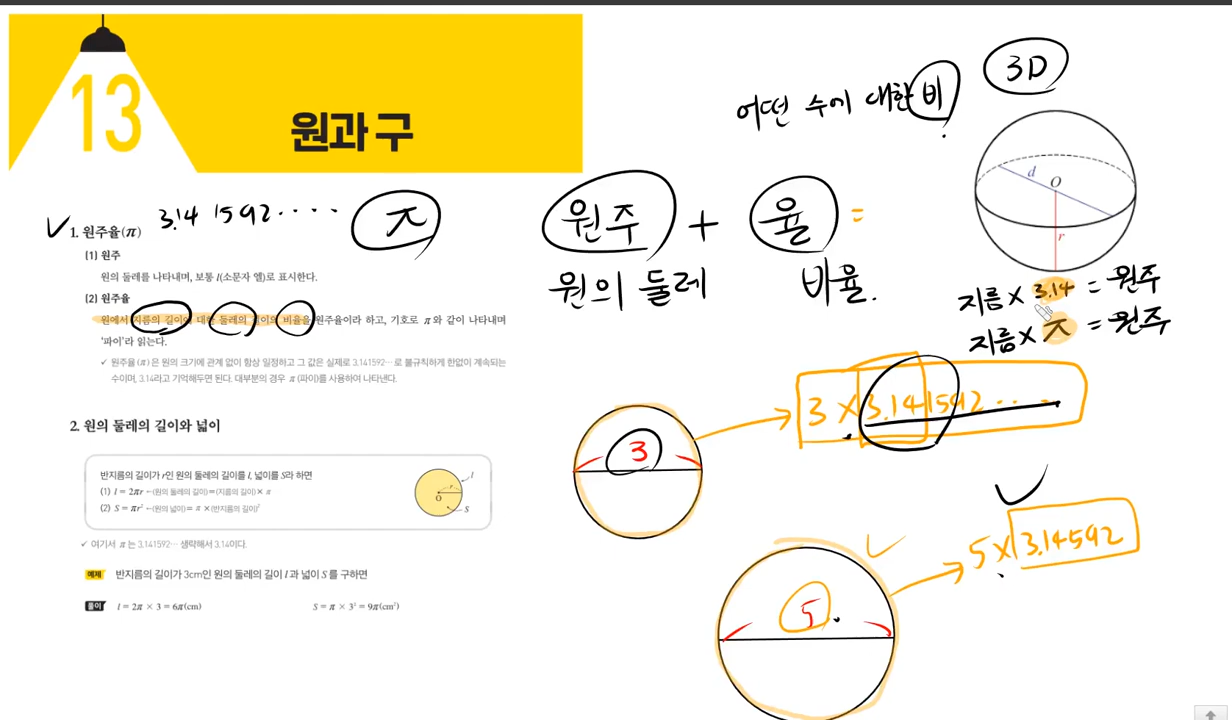 13
원과 구
1. 원주율(π)
3.141592....
π
(1) 원주
원의 둘레를 나타내며, 보통 l(소문자 엘)로 표시한다.
(2) 원주율
원에서 지름의 길이에 대한 둘레의 길이의 비율을 원주율이라 하고, 기호로 π와 같이 나타내며
'파이'라 읽는다.
✓ 원주율(π)은 원의 크기에 관계 없이 항상 일정하고 그 값은 실제로 3.141592…로 불규칙하게 한없이 계속되는
수이며, 3.14라고 기억해두면 된다. 대부분의 경우 π(파이)를 사용하여 나타낸다.
2. 원의 둘레의 길이와 넓이
반지름의 길이가 r인 원의 둘레의 길이를 l, 넓이를 S라 하면
(1) l = 2πr ←(원의 둘레의 길이)=(지름의 길이)×π
(2) S = πr² ←(원의 넓이)= π×(반지름의 길이)²
l
r
O
S
✓ 여기서 π는 3.141592… 생략해서 3.14이다.
예제 반지름의 길이가 3cm인 원의 둘레의 길이 l과 넓이 S를 구하면
풀이 l = 2π × 3 = 6π(cm) S = π × 3² = 9π(cm²)
어떤 수에 대한 비
3D
원주 + 율 =
원의 둘레 비율.
O
d
r
지름 × 3.14 = 원주
지름 × π = 원주
3 × 3.141592....
3
5 × 3.14592
5